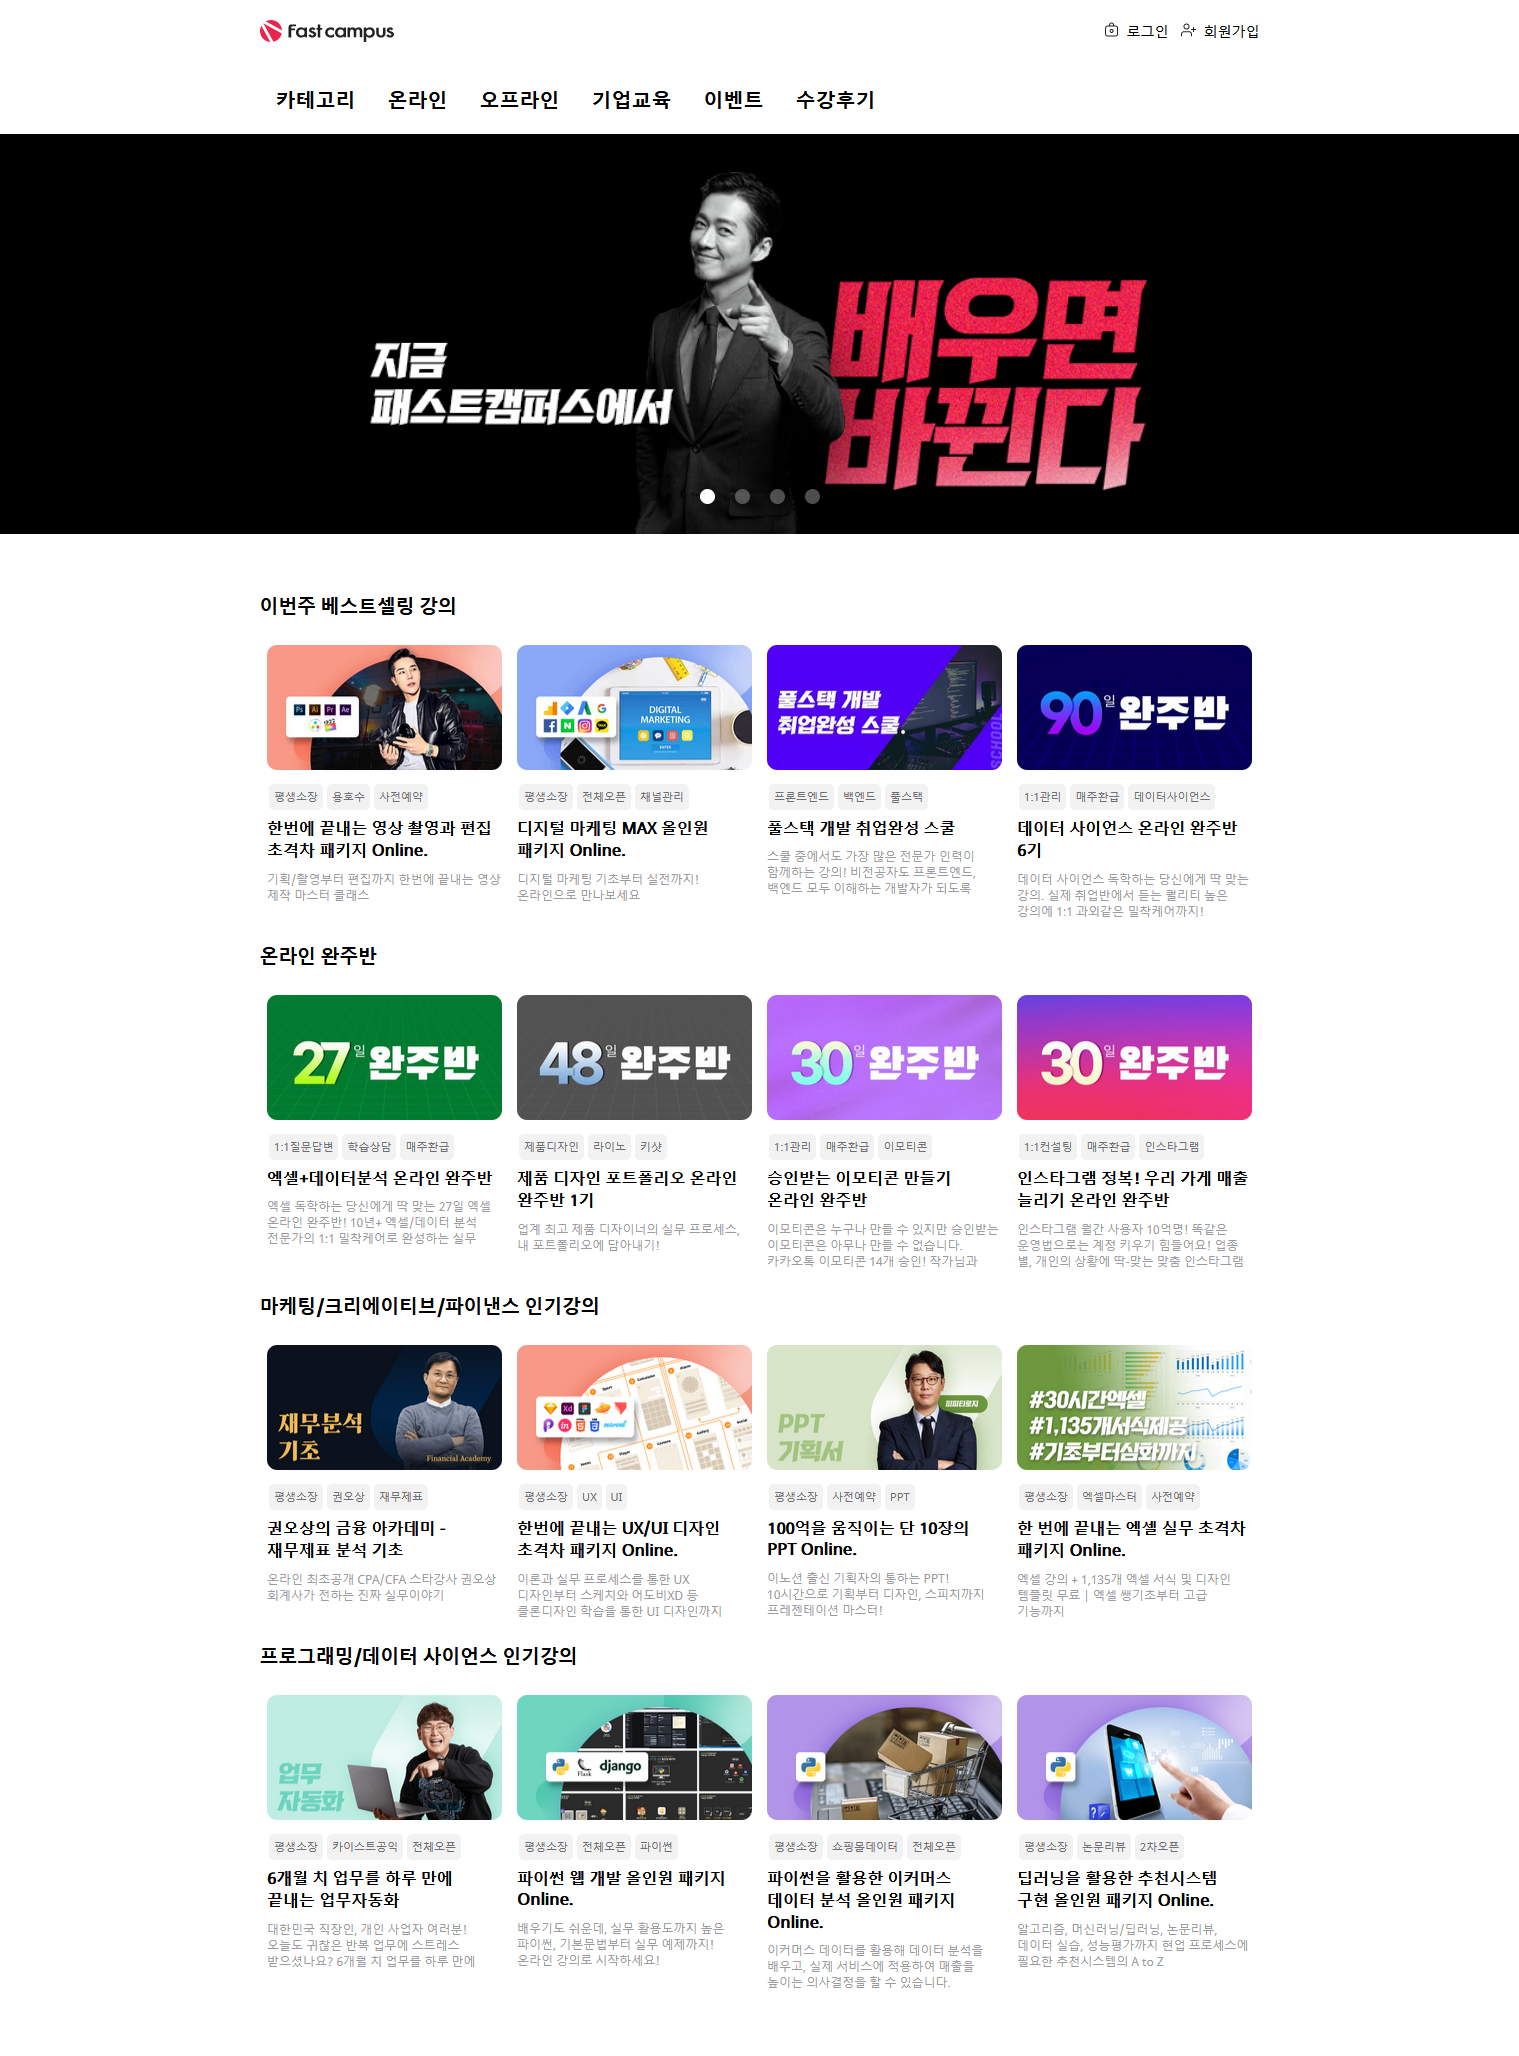 Fast campus
로그인
회원가입
카테고리
온라인
오프라인
기업교육
이벤트
수강후기
지금
패스트캠퍼스에서
배우면
바뀐다
이번주 베스트셀링 강의
Ps Ai Pr Ae
DIGITAL
MARKETING
풀스택 개발
취업완성 스쿨.
SCHOOL
90일 완주반
평생소장 용호수 사전예약
한번에 끝내는 영상 촬영과 편집
초격차 패키지 Online.
기획/촬영부터 편집까지 한번에 끝내는 영상
제작 마스터 클래스
평생소장 전체오픈 채널관리
디지털 마케팅 MAX 올인원
패키지 Online.
디지털 마케팅 기초부터 실전까지!
온라인으로 만나보세요
프론트엔드 백엔드 풀스택
풀스택 개발 취업완성 스쿨
스쿨 중에서도 가장 많은 전문가 인력이
함께하는 강의! 비전공자도 프론트엔드,
백엔드 모두 이해하는 개발자가 되도록
1:1관리 매주환급 데이터사이언스
데이터 사이언스 온라인 완주반
6기
데이터 사이언스 독학하는 당신에게 딱 맞는
강의. 실제 취업반에서 듣는 퀄리티 높은
강의에 1:1 과외같은 밀착케어까지!
온라인 완주반
27일 완주반
48일 완주반
30일 완주반
30일 완주반
1:1질문답변 학습상담 매주환급
엑셀+데이터분석 온라인 완주반
엑셀 독학하는 당신에게 딱 맞는 27일 엑셀
온라인 완주반! 10년+ 엑셀/데이터 분석
전문가의 1:1 밀착케어로 완성하는 실무
제품디자인 라이노 키샷
제품 디자인 포트폴리오 온라인
완주반 1기
업계 최고 제품 디자이너의 실무 프로세스,
내 포트폴리오에 담아내기!
1:1관리 매주환급 이모티콘
승인받는 이모티콘 만들기
온라인 완주반
이모티콘은 누구나 만들 수 있지만 승인받는
이모티콘은 아무나 만들 수 없습니다.
카카오톡 이모티콘 14개 승인! 작가님과
1:1컨설팅 매주환급 인스타그램
인스타그램 정복! 우리 가게 매출
늘리기 온라인 완주반
인스타그램 월간 사용자 10억명! 똑같은
운영법으로는 계정 키우기 힘들어요! 업종
별, 개인의 상황에 딱-맞는 맞춤 인스타그램
마케팅/크리에이티브/파이낸스 인기강의
재무분석
기초
Financial Academy
PPT
기획서
피피티로지
#30시간엑셀
#1,135개서식제공
#기초부터심화까지
평생소장 권오상 재무제표
권오상의 금융 아카데미 -
재무제표 분석 기초
온라인 최초공개 CPA/CFA 스타강사 권오상
회계사가 전하는 진짜 실무이야기
평생소장 UX UI
한번에 끝내는 UX/UI 디자인
초격차 패키지 Online.
이론과 실무 프로세스를 통한 UX
디자인부터 스케치와 어도비XD 등
클론디자인 학습을 통한 UI 디자인까지
평생소장 사전예약 PPT
100억을 움직이는 단 10장의
PPT Online.
이노션 출신 기획자의 통하는 PPT!
10시간으로 기획부터 디자인, 스피치까지
프레젠테이션 마스터!
평생소장 엑셀마스터 사전예약
한 번에 끝내는 엑셀 실무 초격차
패키지 Online.
엑셀 강의 + 1,135개 엑셀 서식 및 디자인
템플릿 무료 | 엑셀 쌩기초부터 고급
기능까지
프로그래밍/데이터 사이언스 인기강의
업무
자동화
Flask
django
평생소장 카이스트공익 전체오픈
6개월 치 업무를 하루 만에
끝내는 업무자동화
대한민국 직장인, 개인 사업자 여러분!
오늘도 귀찮은 반복 업무에 스트레스
받으셨나요? 6개월 치 업무를 하루 만에
평생소장 전체오픈 파이썬
파이썬 웹 개발 올인원 패키지
Online.
배우기도 쉬운데, 실무 활용도까지 높은
파이썬, 기본문법부터 실무 예제까지!
온라인 강의로 시작하세요!
평생소장 쇼핑몰데이터 전체오픈
파이썬을 활용한 이커머스
데이터 분석 올인원 패키지
Online.
이커머스 데이터를 활용해 데이터 분석을
배우고, 실제 서비스에 적용하여 매출을
높이는 의사결정을 할 수 있습니다.
평생소장 논문리뷰 2차오픈
딥러닝을 활용한 추천시스템
구현 올인원 패키지 Online.
알고리즘, 머신러닝/딥러닝, 논문리뷰,
데이터 실습, 성능평가까지 현업 프로세스에
필요한 추천시스템의 A to Z